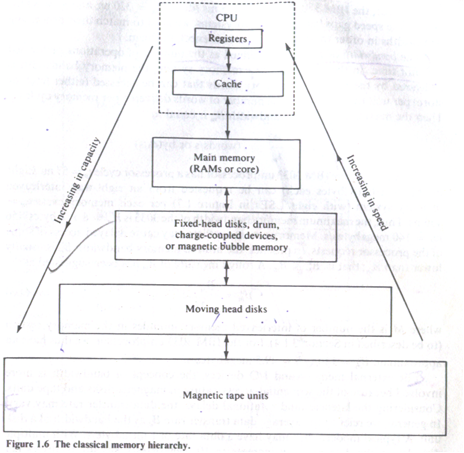 CPU
Registers
Cache
Main memory
(RAMs or core)
Increasing in capacity
Increasing in speed
Fixed-head disks, drum,
charge-coupled devices,
or magnetic bubble memory
Moving head disks
Magnetic tape units
Figure 1.6 The classical memory hierarchy.